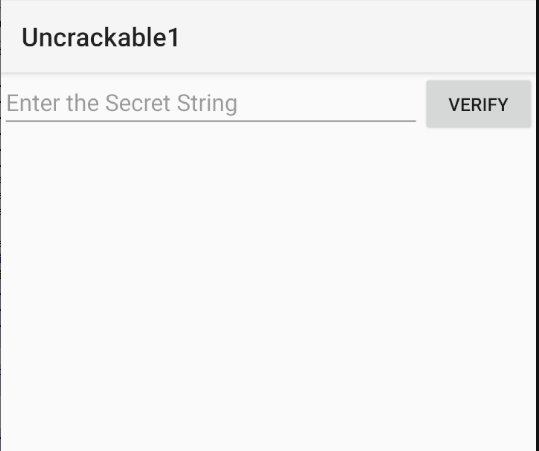 Uncrackable1
Enter the Secret String
VERIFY